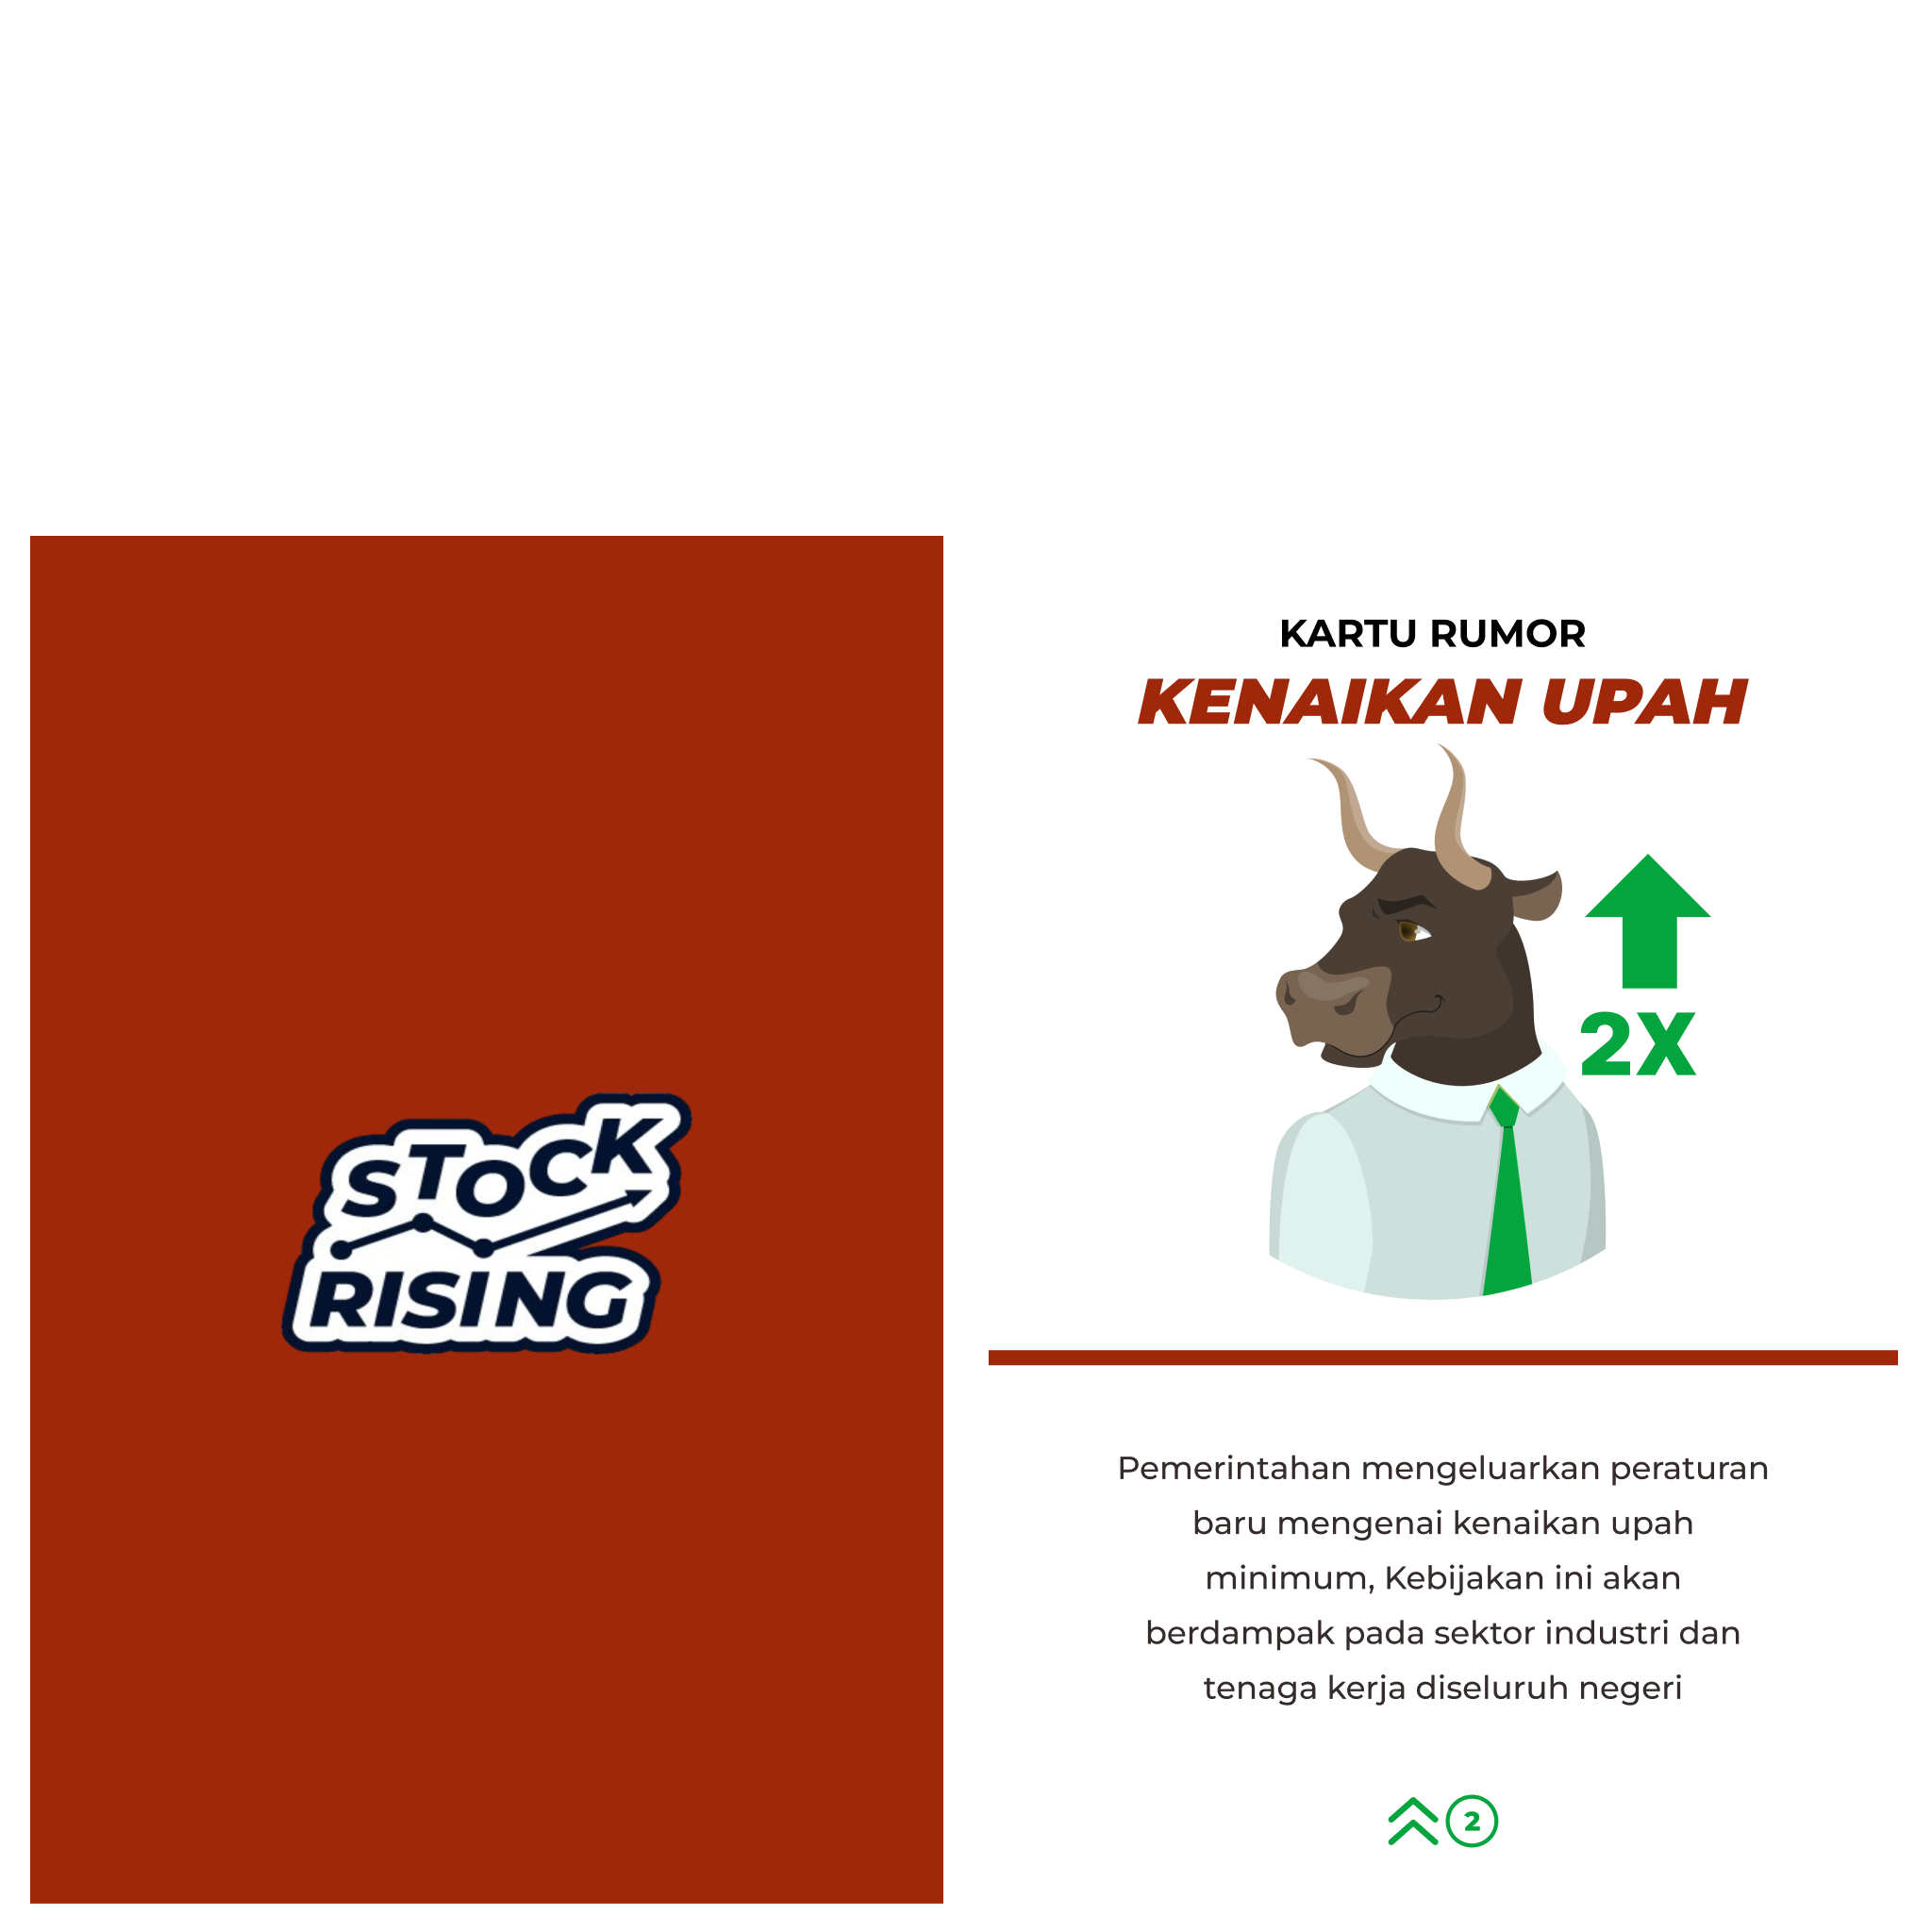 STOCK
RISING
KARTU RUMOR
KENAIKAN UPAH
2X
Pemerintahan mengeluarkan peraturan
baru mengenai kenaikan upah
minimum, Kebijakan ini akan
berdampak pada sektor industri dan
tenaga kerja diseluruh negeri
2